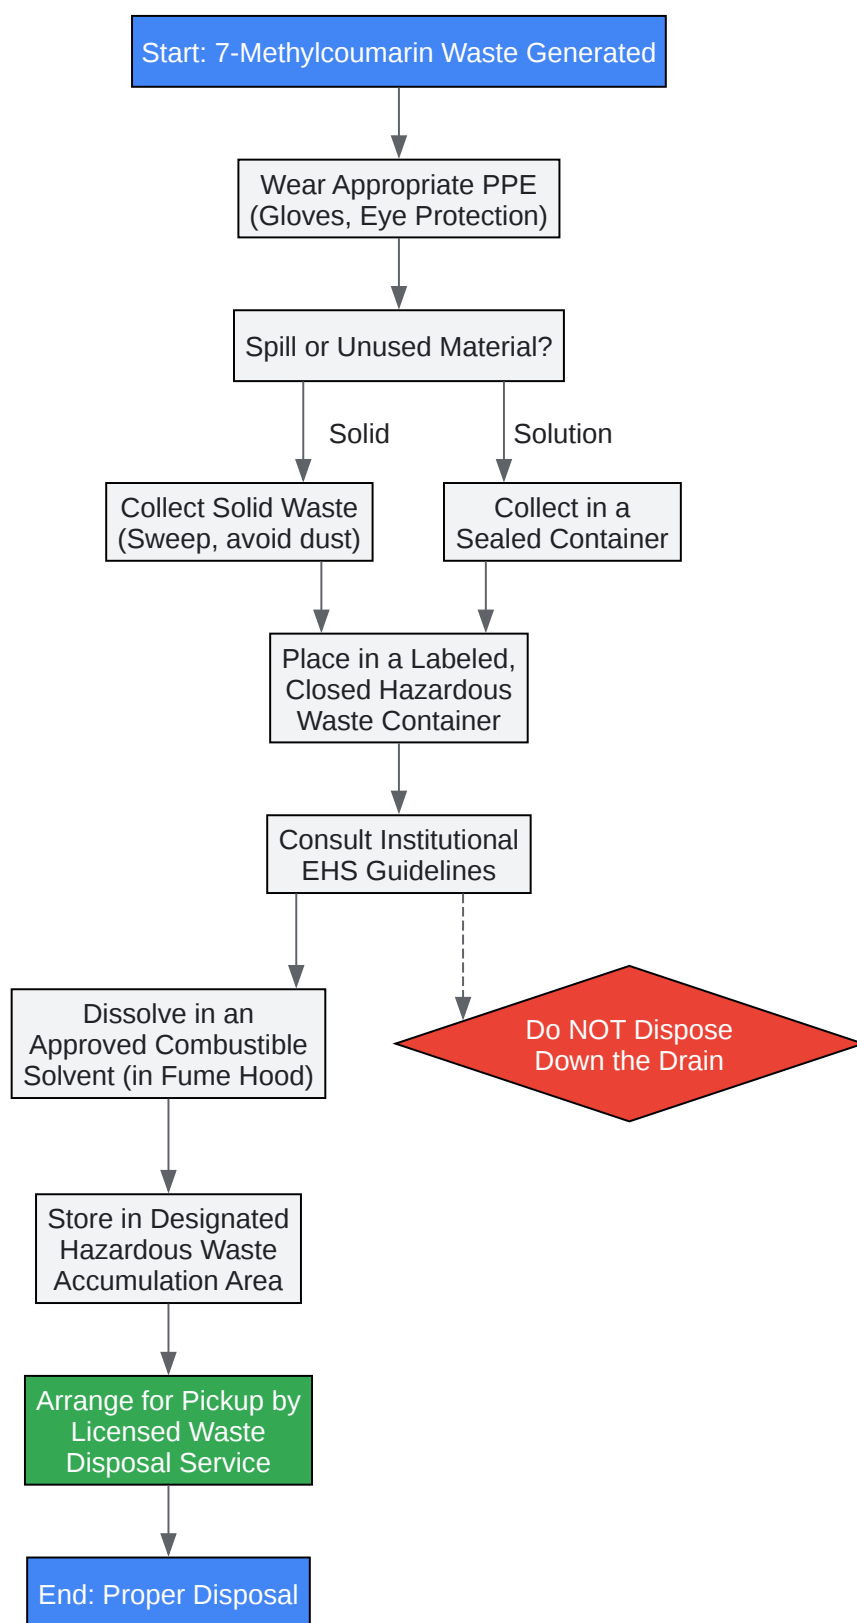 Start: 7-Methylcoumarin Waste Generated
Wear Appropriate PPE
(Gloves, Eye Protection)
Spill or Unused Material?
Solid
Solution
Collect Solid Waste
(Sweep, avoid dust)
Collect in a
Sealed Container
Place in a Labeled,
Closed Hazardous
Waste Container
Consult Institutional
EHS Guidelines
Dissolve in an
Approved Combustible
Solvent (in Fume Hood)
Do NOT Dispose
Down the Drain
Store in Designated
Hazardous Waste
Accumulation Area
Arrange for Pickup by
Licensed Waste
Disposal Service
End: Proper Disposal